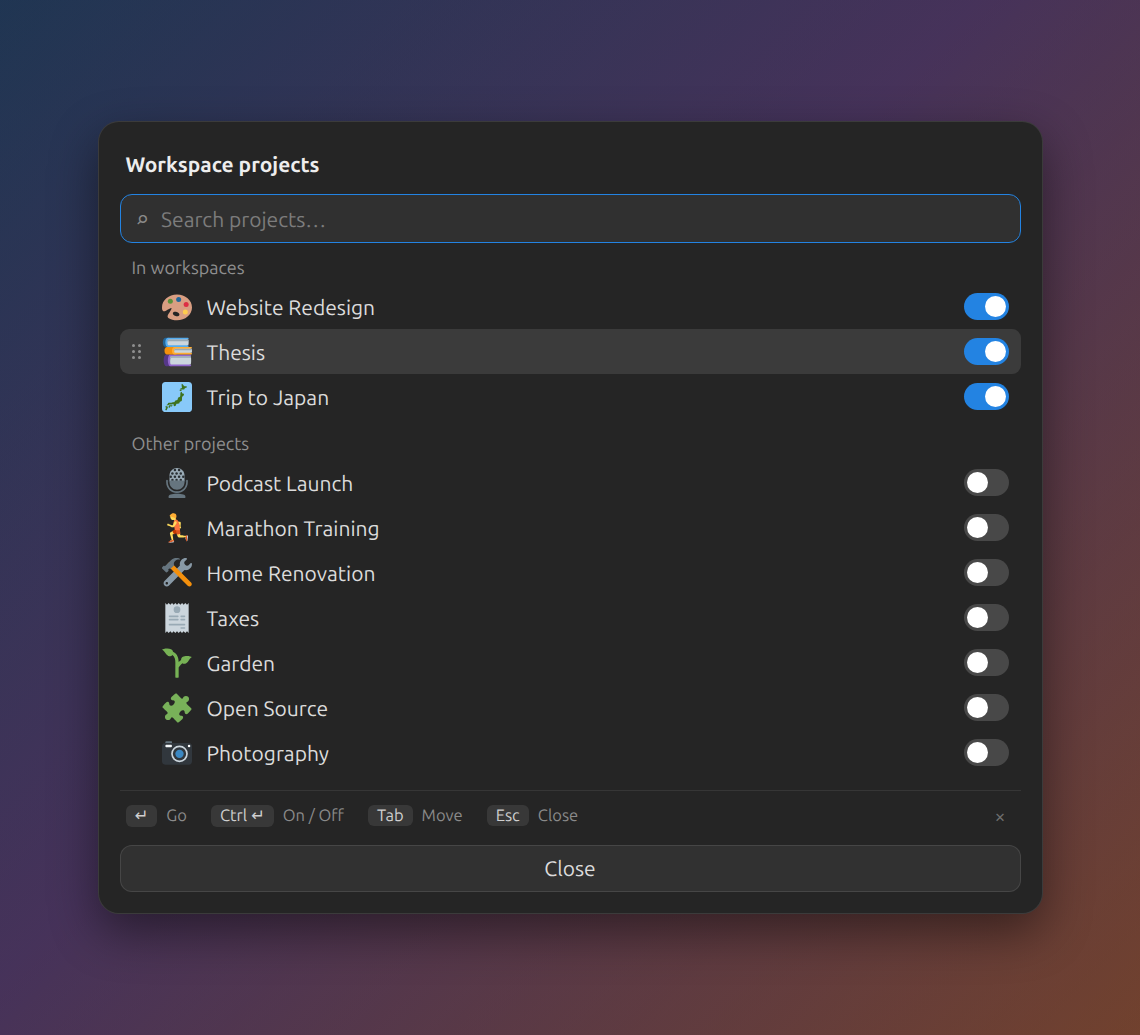 Workspace projects
Search projects...
In workspaces
Website Redesign
Thesis
Trip to Japan
Other projects
Podcast Launch
Marathon Training
Home Renovation
Taxes
Garden
Open Source
Photography
↵ Go Ctrl ↵ On / Off Tab Move Esc Close ×
Close